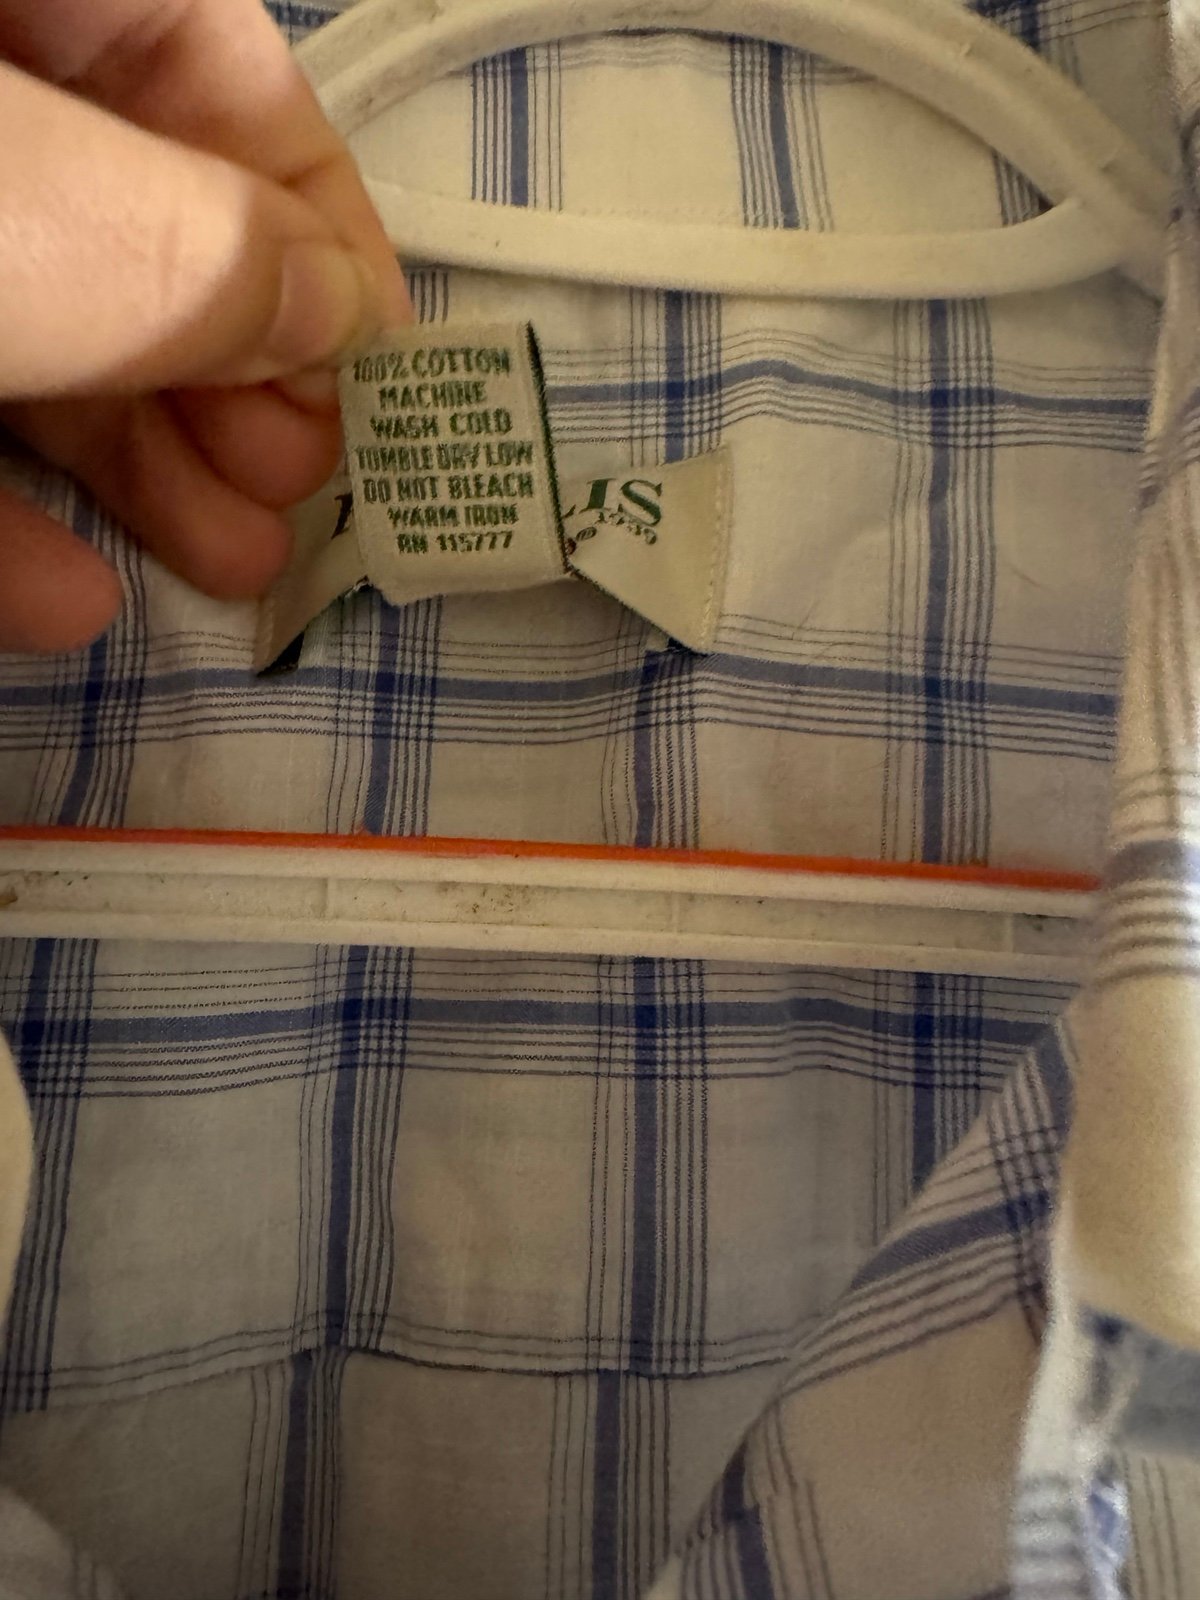 100% COTTON
MACHINE
WASH COLD
TUMBLE DRY LOW
DO NOT BLEACH
WARM IRON
RN 115777